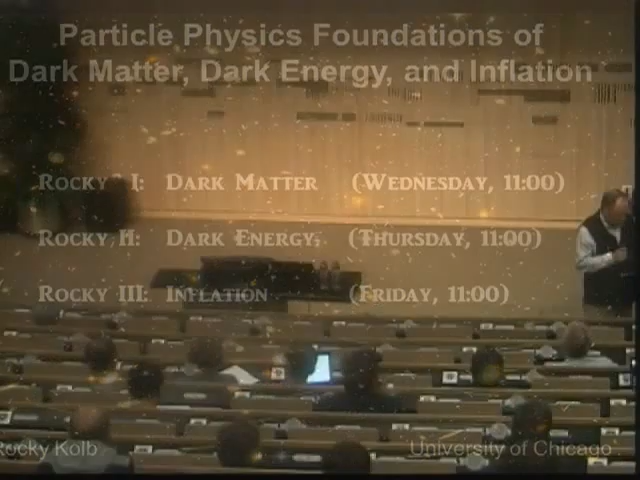 Particle Physics Foundations of
Dark Matter, Dark Energy, and Inflation
Rocky I: Dark Matter (Wednesday, 11:00)
Rocky II: Dark Energy, (Thursday, 11:00)
Rocky III: Inflation (Friday, 11:00)
Rocky Kolb University of Chicago